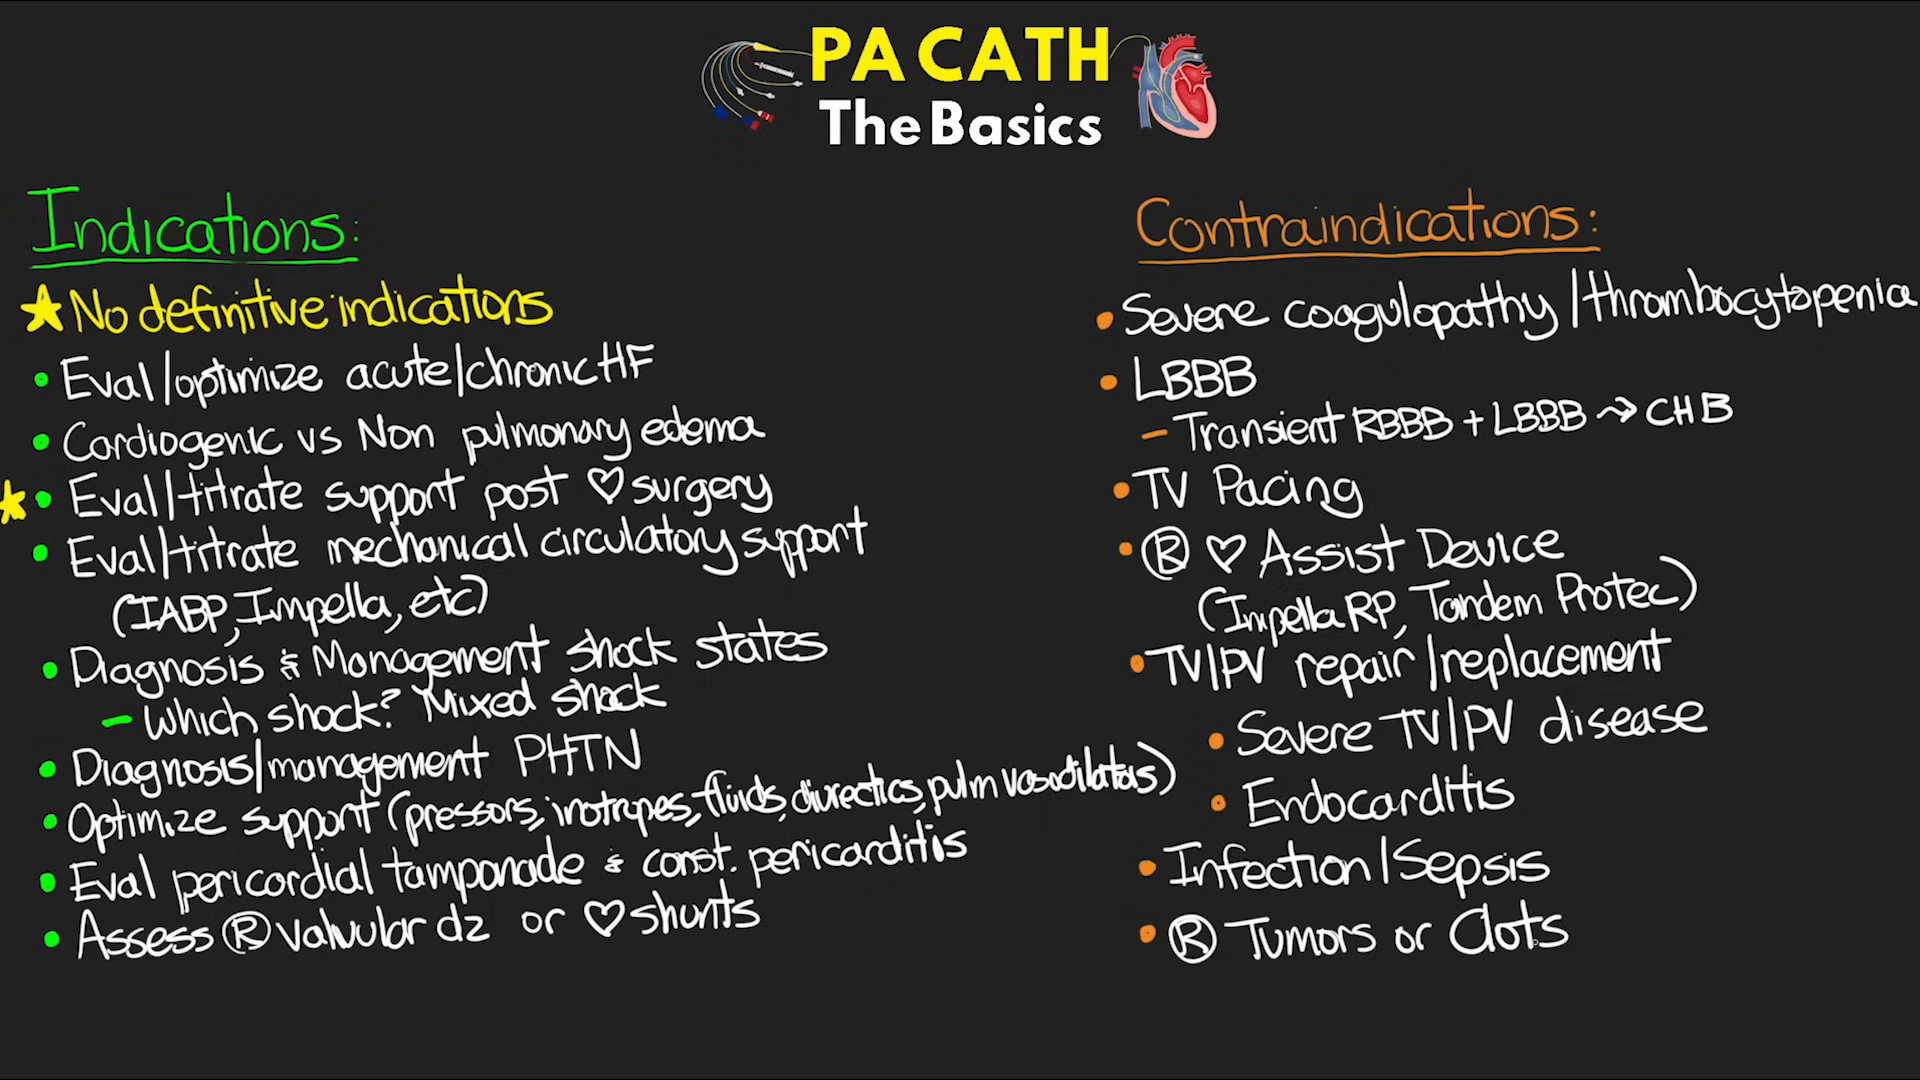 PA CATH
The Basics
Indications:
★ No definitive indications
• Eval/optimize acute/chronic HF
• Cardiogenic vs Non pulmonary edema
★ • Eval/titrate support post ♡ surgery
• Eval/titrate mechanical circulatory support
(IABP, Impella, etc)
• Diagnosis & Management shock states
- Which shock? Mixed shock
• Diagnosis/management PHTN
• Optimize support (pressors, inotropes, fluids, diurectics, pulm vasodilators)
• Eval pericardial tamponade & const. pericarditis
• Assess Ⓡ valvular dz or ♡ shunts
Contraindications:
• Severe coagulopathy/thrombocytopenia
• LBBB
- Transient RBBB + LBBB → CHB
• TV Pacing
• Ⓡ ♡ Assist Device
(Impella RP, Tandem Protec)
• TV/PV repair/replacement
• Severe TV/PV disease
• Endocarditis
• Infection/Sepsis
• Ⓡ Tumors or Clots